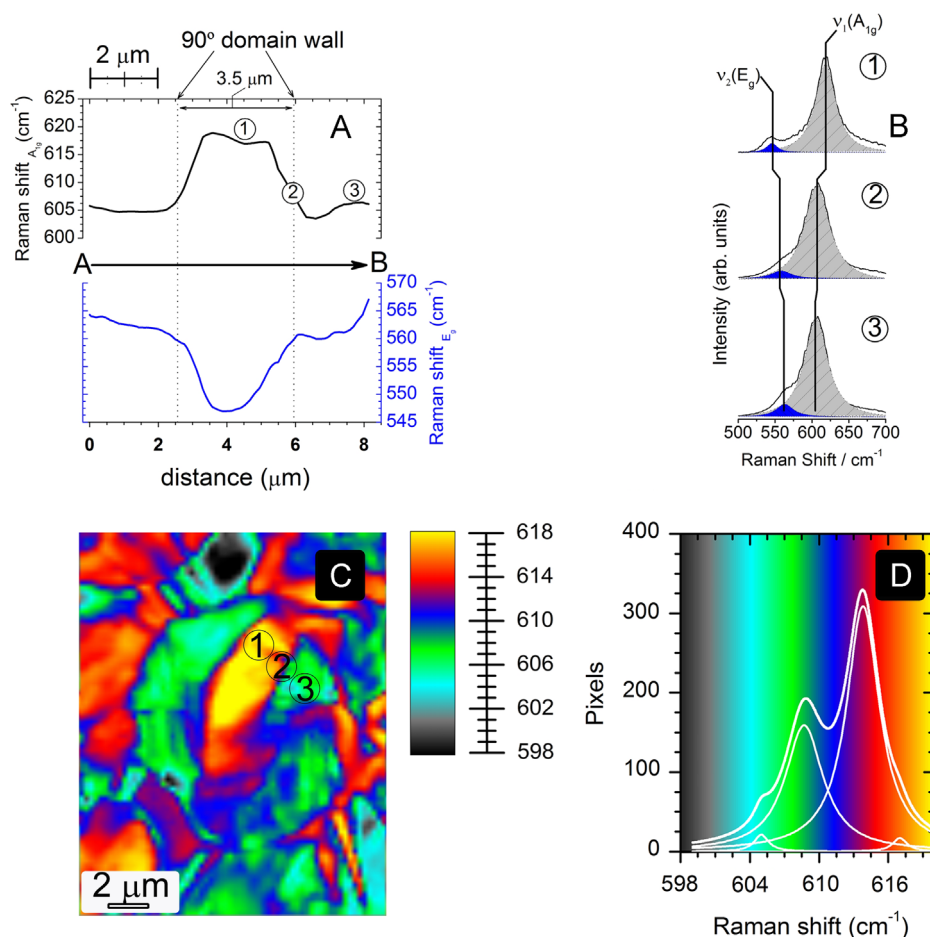 90° domain wall
2 μm
3.5 μm
625
620
615
610
605
600
Raman shift A1g (cm-1)
A
1
2
3
A
B
570
565
560
555
550
545
Raman shift Eg (cm-1)
0
2
4
6
8
distance (μm)
ν1(A1g)
ν2(Eg)
1
B
2
3
Intensity (arb. units)
500
550
600
650
700
Raman Shift / cm-1
C
1
2
3
2 μm
618
614
610
606
602
598
D
400
300
200
100
0
Pixels
598
604
610
616
Raman shift (cm-1)